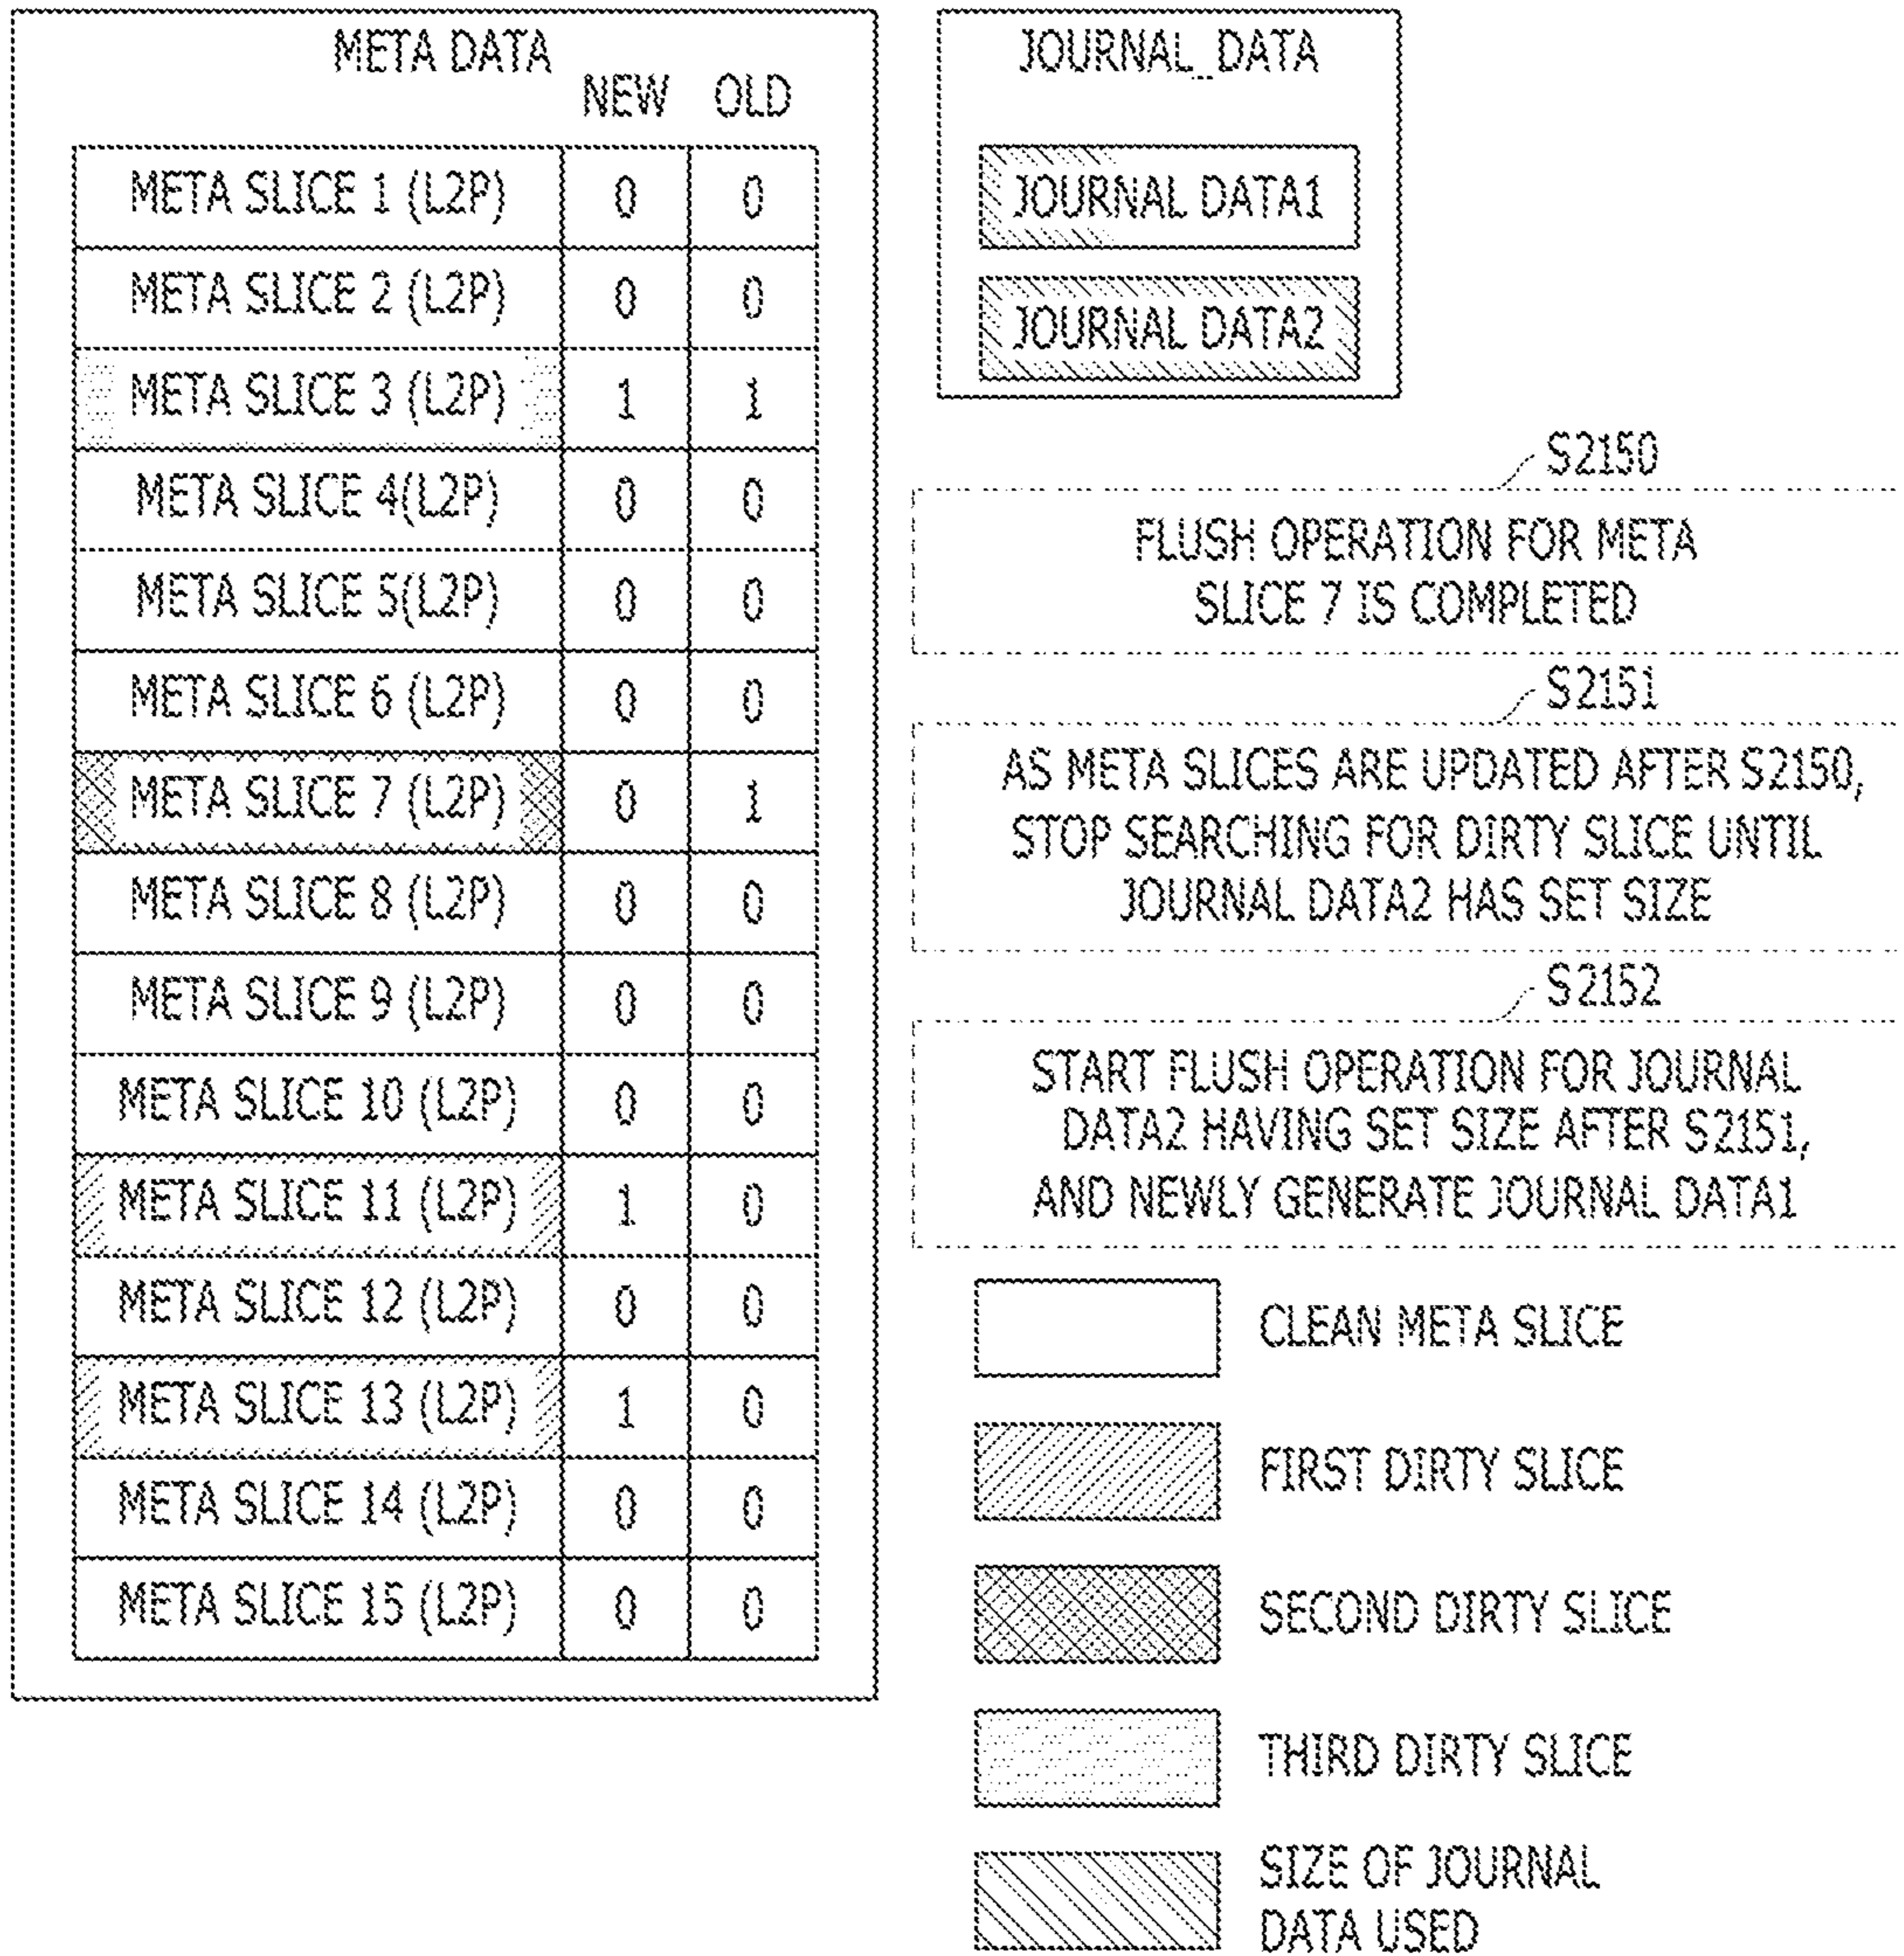 META DATA
NEW OLD
META SLICE 1 (L2P) 0 0
META SLICE 2 (L2P) 0 0
META SLICE 3 (L2P) 1 1
META SLICE 4(L2P) 0 0
META SLICE 5(L2P) 0 0
META SLICE 6 (L2P) 0 0
META SLICE 7 (L2P) 0 1
META SLICE 8 (L2P) 0 0
META SLICE 9 (L2P) 0 0
META SLICE 10 (L2P) 0 0
META SLICE 11 (L2P) 1 0
META SLICE 12 (L2P) 0 0
META SLICE 13 (L2P) 1 0
META SLICE 14 (L2P) 0 0
META SLICE 15 (L2P) 0 0
JOURNAL_DATA
JOURNAL DATA1
JOURNAL DATA2
S2150
FLUSH OPERATION FOR META
SLICE 7 IS COMPLETED
S2151
AS META SLICES ARE UPDATED AFTER S2150,
STOP SEARCHING FOR DIRTY SLICE UNTIL
JOURNAL DATA2 HAS SET SIZE
S2152
START FLUSH OPERATION FOR JOURNAL
DATA2 HAVING SET SIZE AFTER S2151,
AND NEWLY GENERATE JOURNAL DATA1
CLEAN META SLICE
FIRST DIRTY SLICE
SECOND DIRTY SLICE
THIRD DIRTY SLICE
SIZE OF JOURNAL
DATA USED